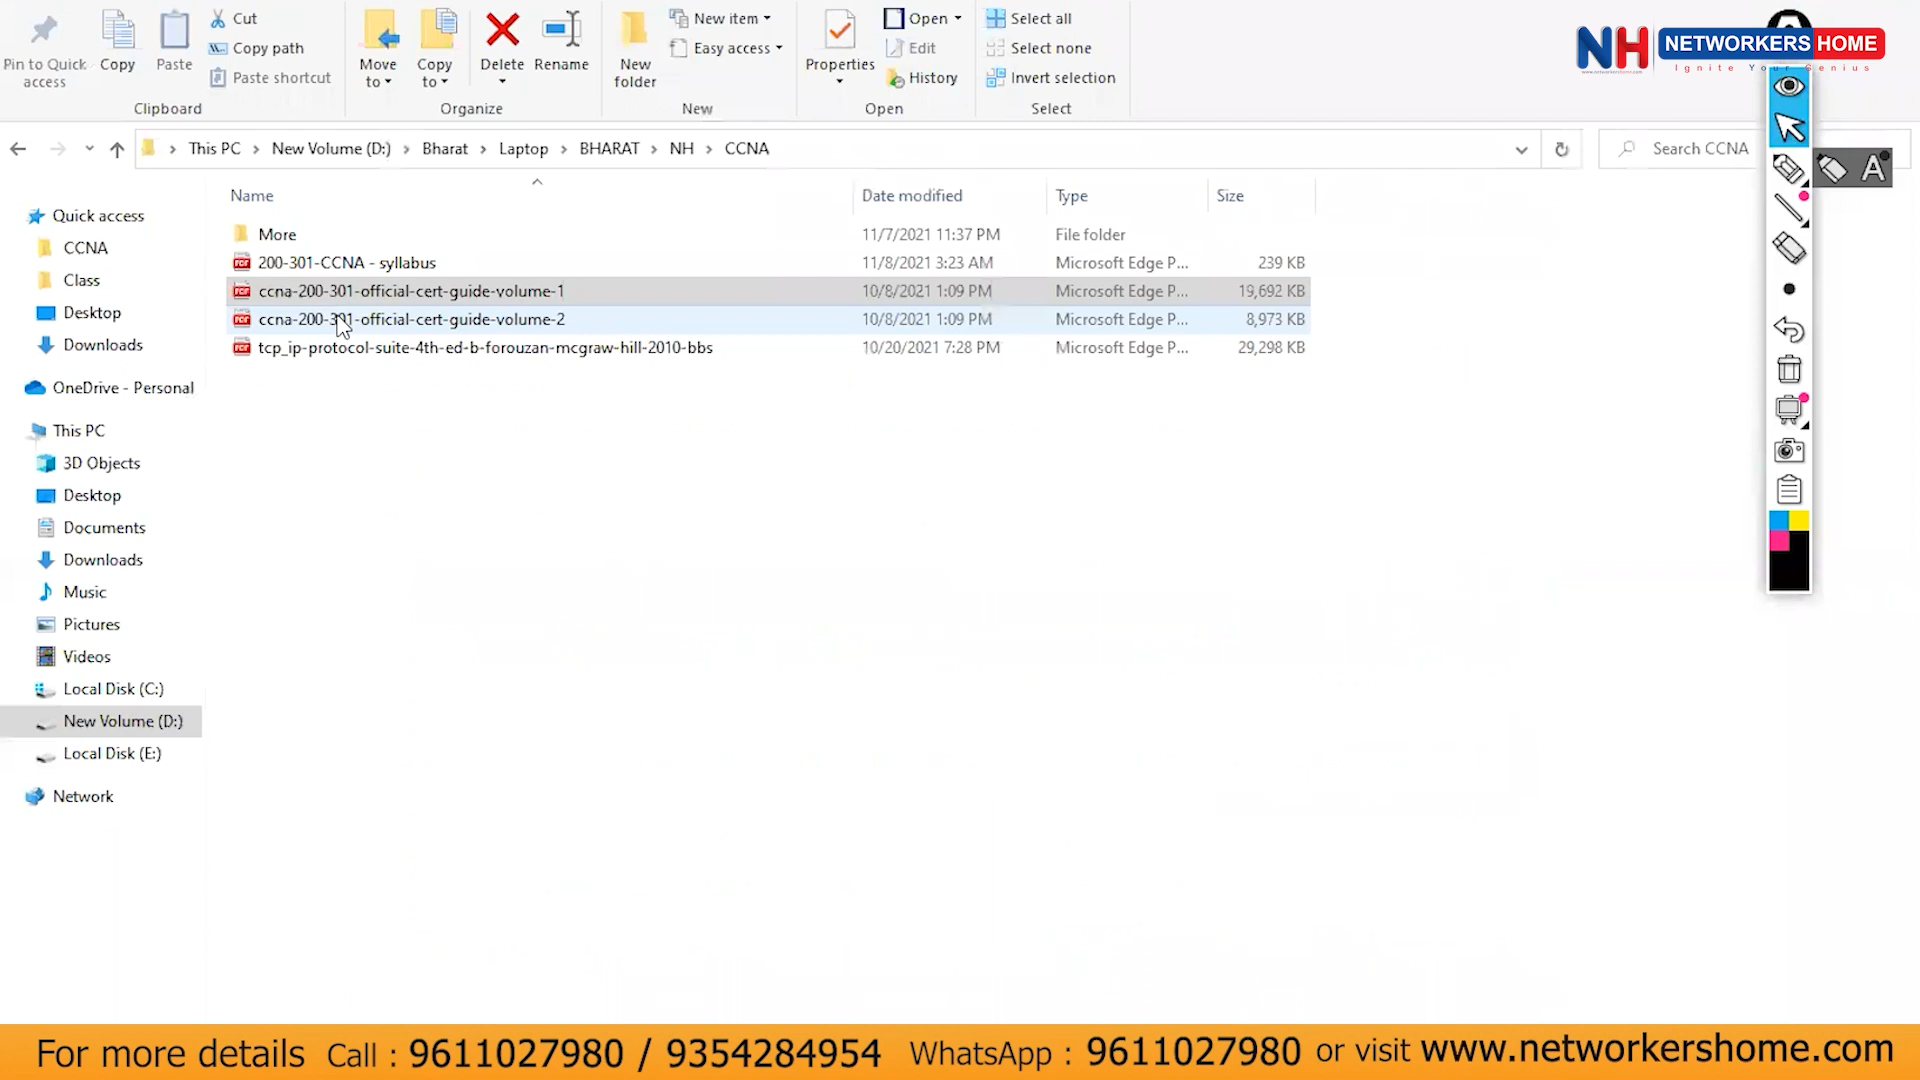 Pin to Quick access
Copy
Paste
Cut
Copy path
Paste shortcut
Clipboard
Move to
Copy to
Delete
Rename
Organize
New folder
New item
Easy access
New
Properties
Open
Edit
History
Open
Select all
Select none
Invert selection
Select
NH NETWORKERS HOME
Ignite Your Genius
This PC > New Volume (D:) > Bharat > Laptop > BHARAT > NH > CCNA
Search CCNA
Name Date modified Type Size
More 11/7/2021 11:37 PM File folder
200-301-CCNA - syllabus 11/8/2021 3:23 AM Microsoft Edge P... 239 KB
ccna-200-301-official-cert-guide-volume-1 10/8/2021 1:09 PM Microsoft Edge P... 19,692 KB
ccna-200-301-official-cert-guide-volume-2 10/8/2021 1:09 PM Microsoft Edge P... 8,973 KB
tcp_ip-protocol-suite-4th-ed-b-forouzan-mcgraw-hill-2010-bbs 10/20/2021 7:28 PM Microsoft Edge P... 29,298 KB
Quick access
CCNA
Class
Desktop
Downloads
OneDrive - Personal
This PC
3D Objects
Desktop
Documents
Downloads
Music
Pictures
Videos
Local Disk (C:)
New Volume (D:)
Local Disk (E:)
Network
A
For more details Call : 9611027980 / 9354284954 WhatsApp : 9611027980 or visit www.networkershome.com